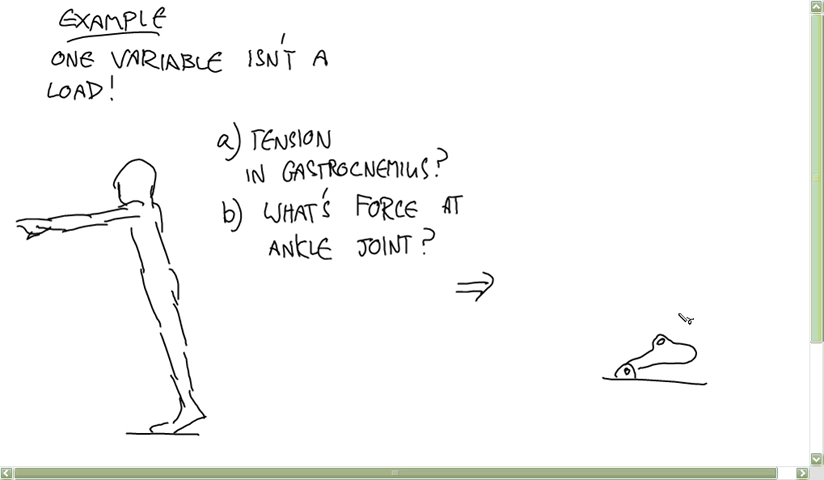 EXAMPLE
ONE VARIABLE ISN'T A
LOAD!
a) TENSION
IN GASTROCNEMIUS?
b) WHAT'S FORCE AT
ANKLE JOINT?
⇒